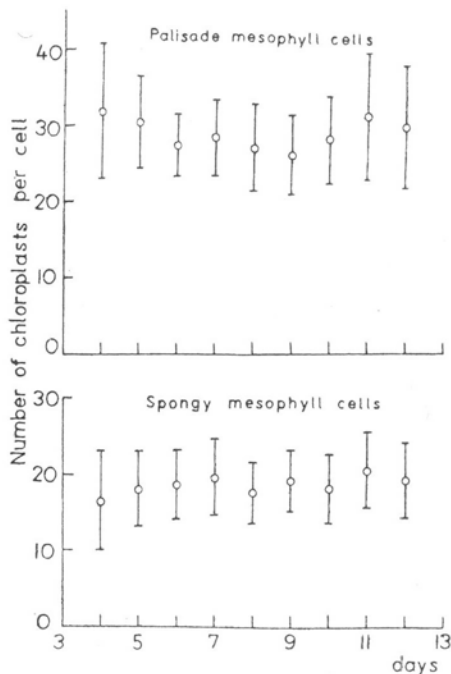 Palisade mesophyll cells
40
30
20
10
0
Number of chloroplasts per cell
Spongy mesophyll cells
30
20
10
0
3 5 7 9 11 13
days